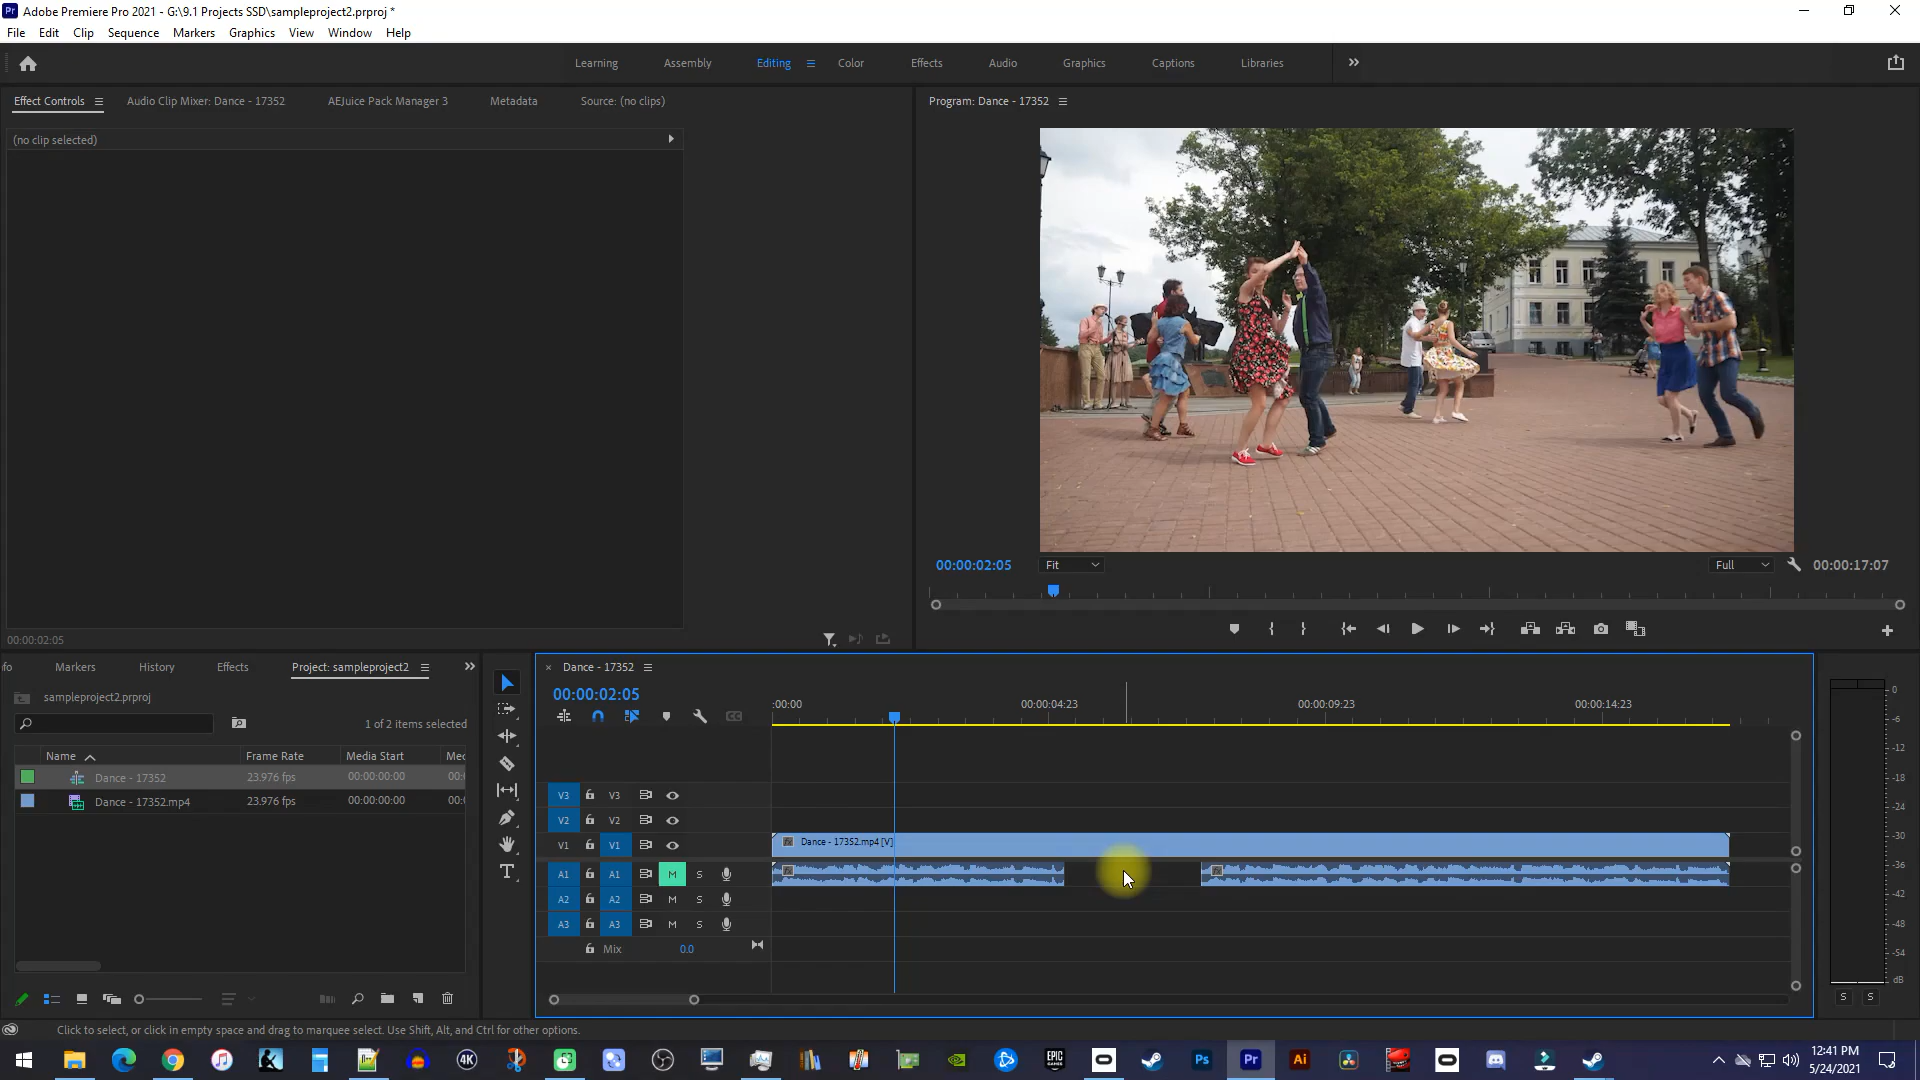 Pr Adobe Premiere Pro 2021 - G:\9.1 Projects SSD\sampleproject2.prproj *
File Edit Clip Sequence Markers Graphics View Window Help
Learning Assembly Editing Color Effects Audio Graphics Captions Libraries
Effect Controls Audio Clip Mixer: Dance - 17352 AEJuice Pack Manager 3 Metadata Source: (no clips)
Program: Dance - 17352
(no clip selected)
00:00:02:05 Fit Full 00:00:17:07
00:00:02:05
fo Markers History Effects Project: sampleproject2
sampleproject2.prproj
1 of 2 items selected
Name Frame Rate Media Start Mec
Dance - 17352 23.976 fps 00:00:00:00 00:
Dance - 17352.mp4 23.976 fps 00:00:00:00 00:
Dance - 17352
00:00:02:05
:00:00 00:00:04:23 00:00:09:23 00:00:14:23
V3 V3
V2 V2
V1 V1 Dance - 17352.mp4 [V]
A1 A1 M S
A2 A2 M S
A3 A3 M S
Mix 0.0
0
-6
-12
-18
-24
-30
-36
-42
-48
-54
dB
S S
Click to select, or click in empty space and drag to marquee select. Use Shift, Alt, and Ctrl for other options.
4K EPIC GAMES Ps Pr Ai
12:41 PM
5/24/2021